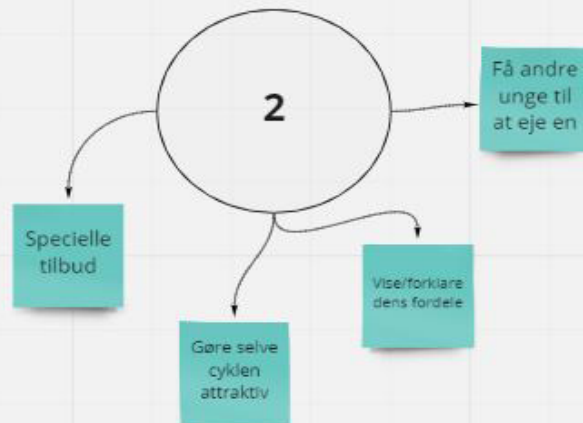 2
Få andre
unge til
at eje en
Specielle
tilbud
Vise/forklare
dens fordele
Gøre selve
cyklen
attraktiv